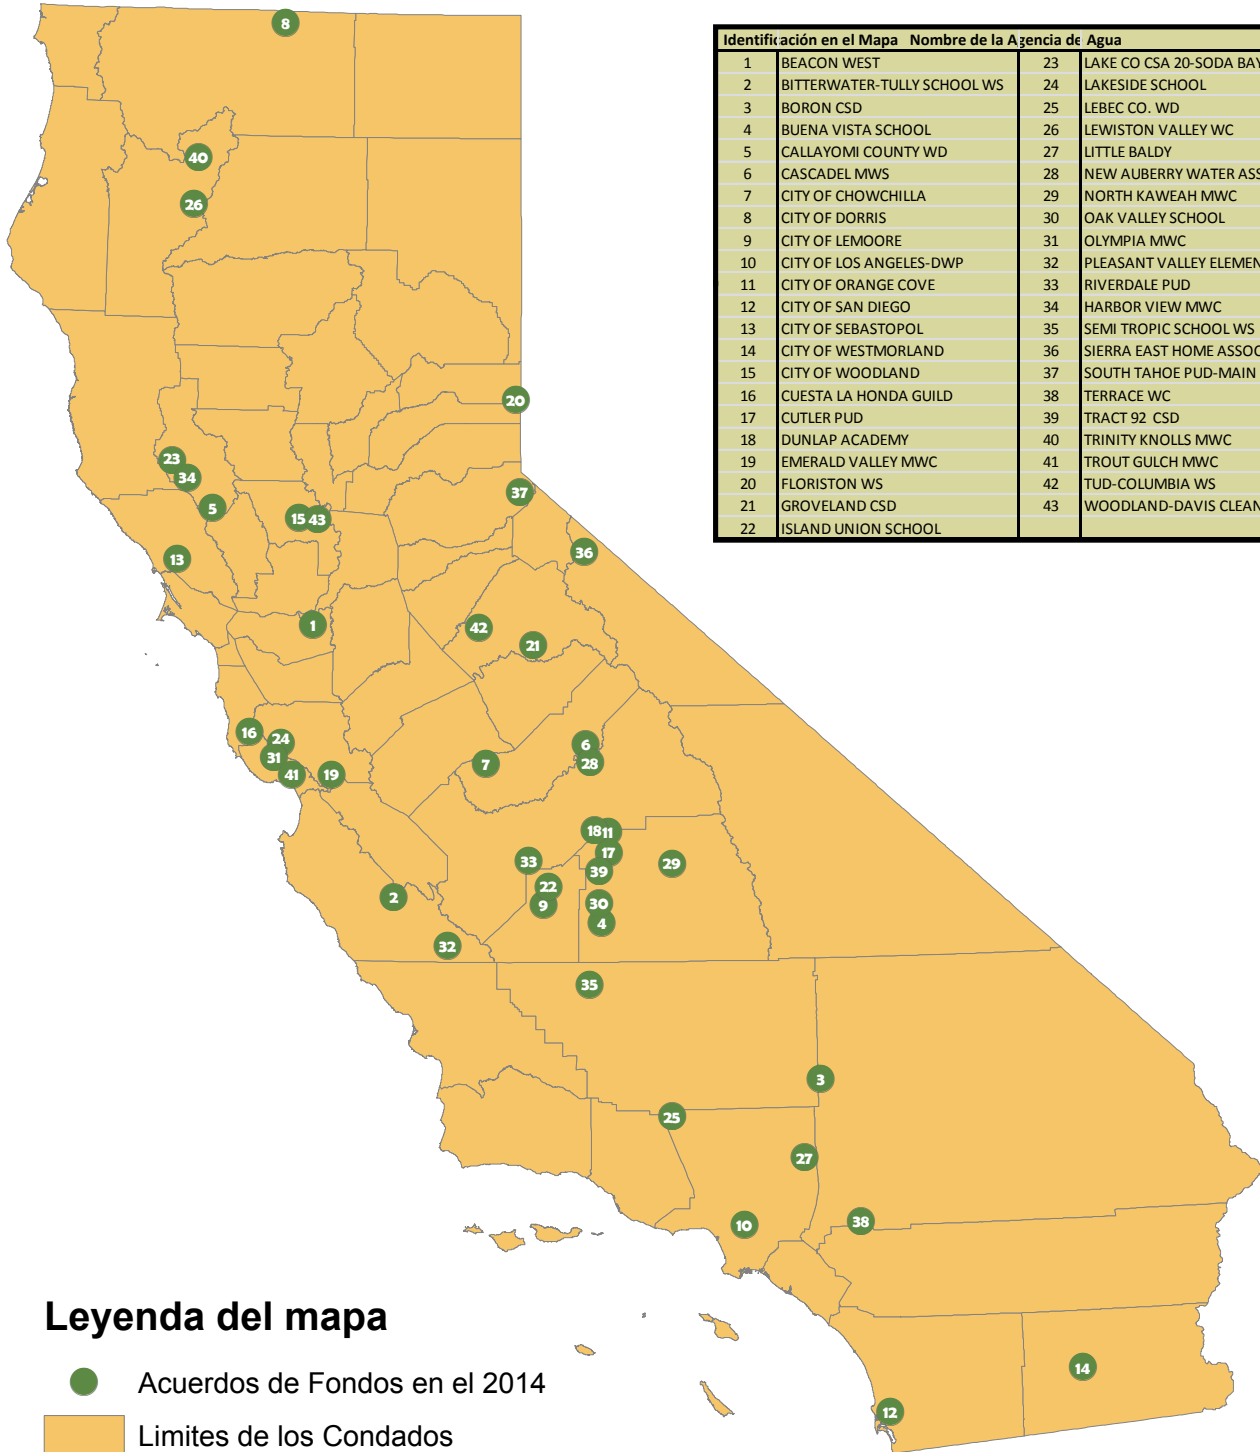 Identificación en el Mapa Nombre de la Agencia de Agua
1 BEACON WEST 23 LAKE CO CSA 20-SODA BAY
2 BITTERWATER-TULLY SCHOOL WS 24 LAKESIDE SCHOOL
3 BORON CSD 25 LEBEC CO. WD
4 BUENA VISTA SCHOOL 26 LEWISTON VALLEY WC
5 CALLAYOMI COUNTY WD 27 LITTLE BALDY
6 CASCADEL MWS 28 NEW AUBERRY WATER ASS
7 CITY OF CHOWCHILLA 29 NORTH KAWEAH MWC
8 CITY OF DORRIS 30 OAK VALLEY SCHOOL
9 CITY OF LEMOORE 31 OLYMPIA MWC
10 CITY OF LOS ANGELES-DWP 32 PLEASANT VALLEY ELEMEN
11 CITY OF ORANGE COVE 33 RIVERDALE PUD
12 CITY OF SAN DIEGO 34 HARBOR VIEW MWC
13 CITY OF SEBASTOPOL 35 SEMI TROPIC SCHOOL WS
14 CITY OF WESTMORLAND 36 SIERRA EAST HOME ASSOC
15 CITY OF WOODLAND 37 SOUTH TAHOE PUD-MAIN
16 CUESTA LA HONDA GUILD 38 TERRACE WC
17 CUTLER PUD 39 TRACT 92 CSD
18 DUNLAP ACADEMY 40 TRINITY KNOLLS MWC
19 EMERALD VALLEY MWC 41 TROUT GULCH MWC
20 FLORISTON WS 42 TUD-COLUMBIA WS
21 GROVELAND CSD 43 WOODLAND-DAVIS CLEAN
22 ISLAND UNION SCHOOL
8
40
26
20
23
34
5
37
15 43
13
36
1
42
21
16
24
6
31
28
7
41
19
18 11
17
33
29
39
22
2
30
9
4
32
35
3
25
27
38
10
14
12
Leyenda del mapa
Acuerdos de Fondos en el 2014
Limites de los Condados